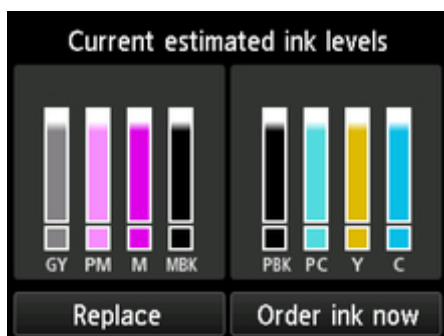 Current estimated ink levels
GY PM M MBK PBK PC Y C
Replace Order ink now